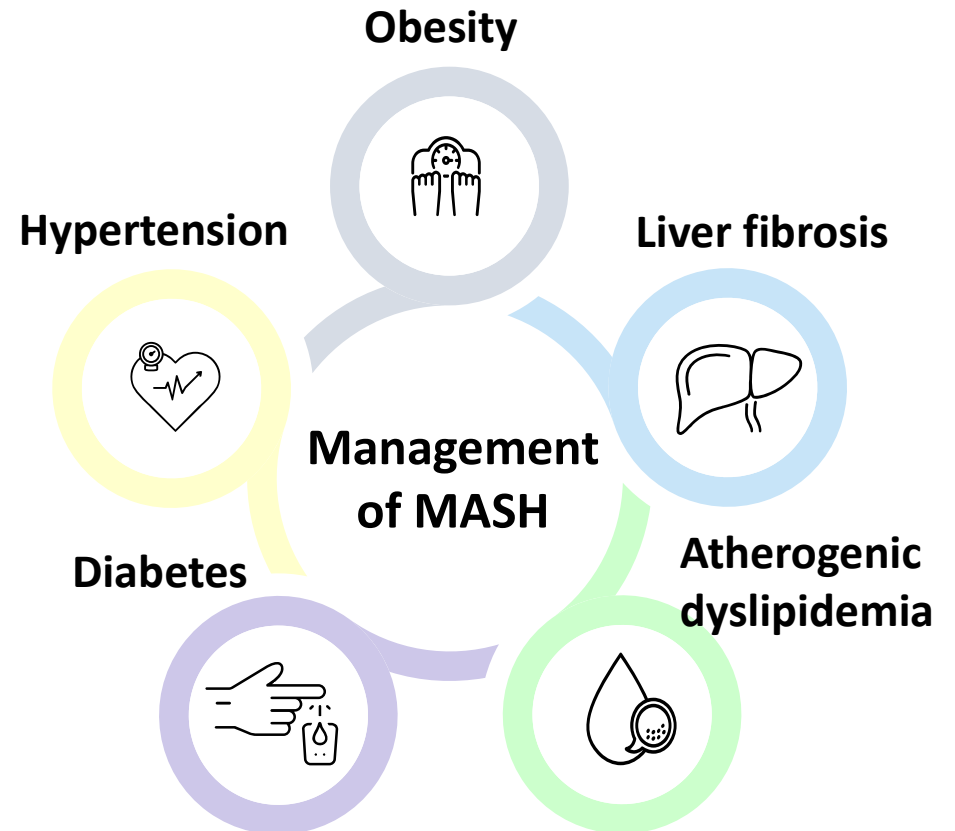 Obesity
Hypertension
Liver fibrosis
Management
of MASH
Diabetes
Atherogenic
dyslipidemia